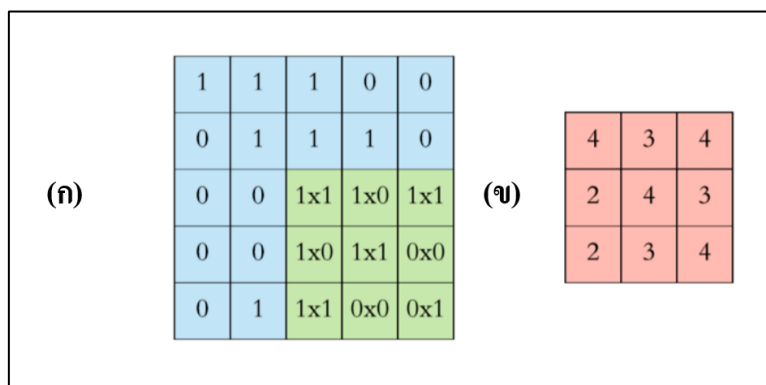 1 1 1 0 0
0 1 1 1 0 4 3 4
(ก) 0 0 1x1 1x0 1x1 (ข) 2 4 3
0 0 1x0 1x1 0x0 2 3 4
0 1 1x1 0x0 0x1